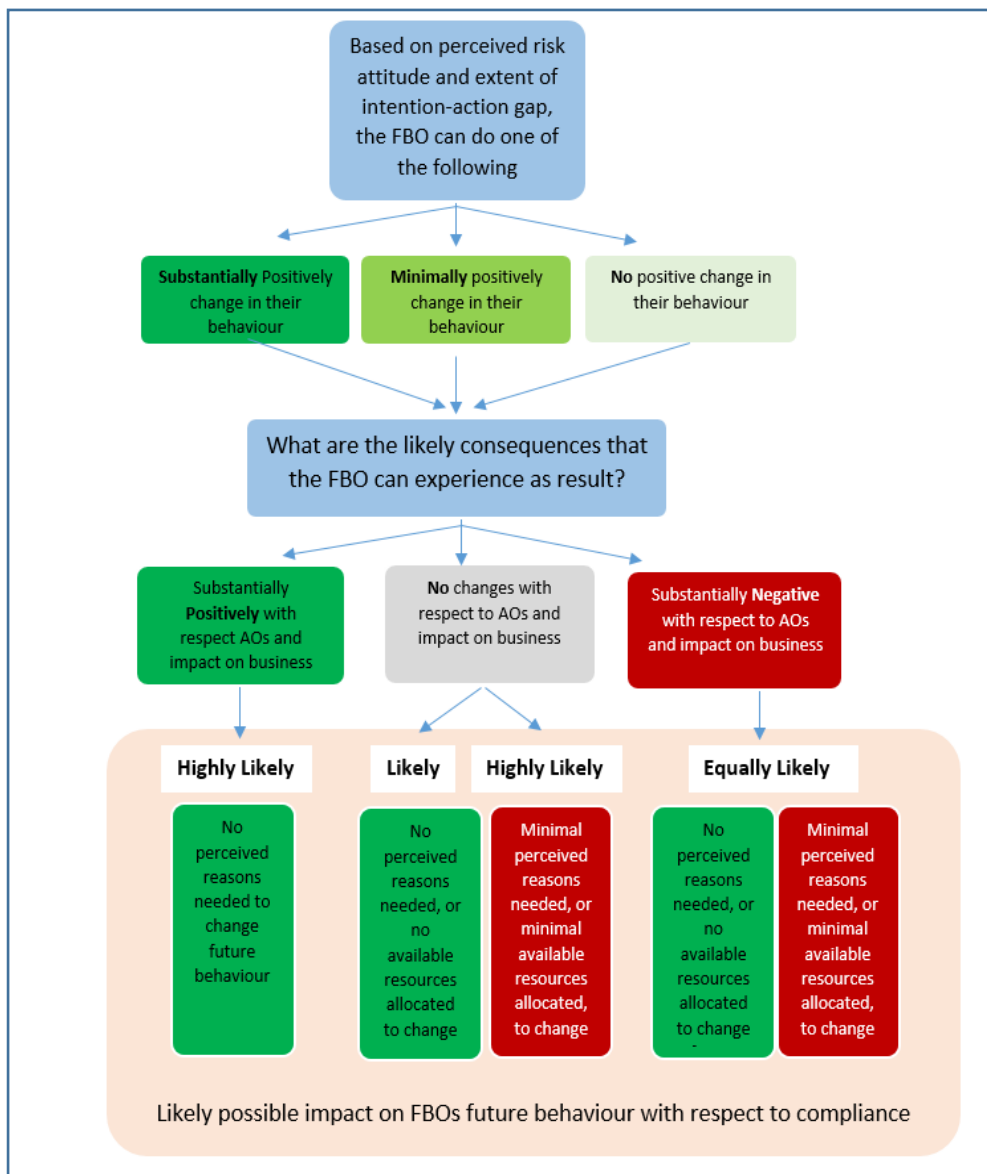 Based on perceived risk
attitude and extent of
intention-action gap,
the FBO can do one of
the following
Substantially Positively
change in their
behaviour
Minimally positively
change in their
behaviour
No positive change in
their behaviour
What are the likely consequences that
the FBO can experience as result?
Substantially
Positively with
respect AOs and
impact on business
No changes with
respect to AOs and
impact on business
Substantially Negative
with respect to AOs
and impact on business
Highly Likely
Likely
Highly Likely
Equally Likely
No
perceived
reasons
needed to
change
future
behaviour
No
perceived
reasons
needed, or
no
available
resources
allocated
to change
Minimal
perceived
reasons
needed, or
minimal
available
resources
allocated,
to change
No
perceived
reasons
needed, or
no
available
resources
allocated
to change
Minimal
perceived
reasons
needed, or
minimal
available
resources
allocated,
to change
Likely possible impact on FBOs future behaviour with respect to compliance